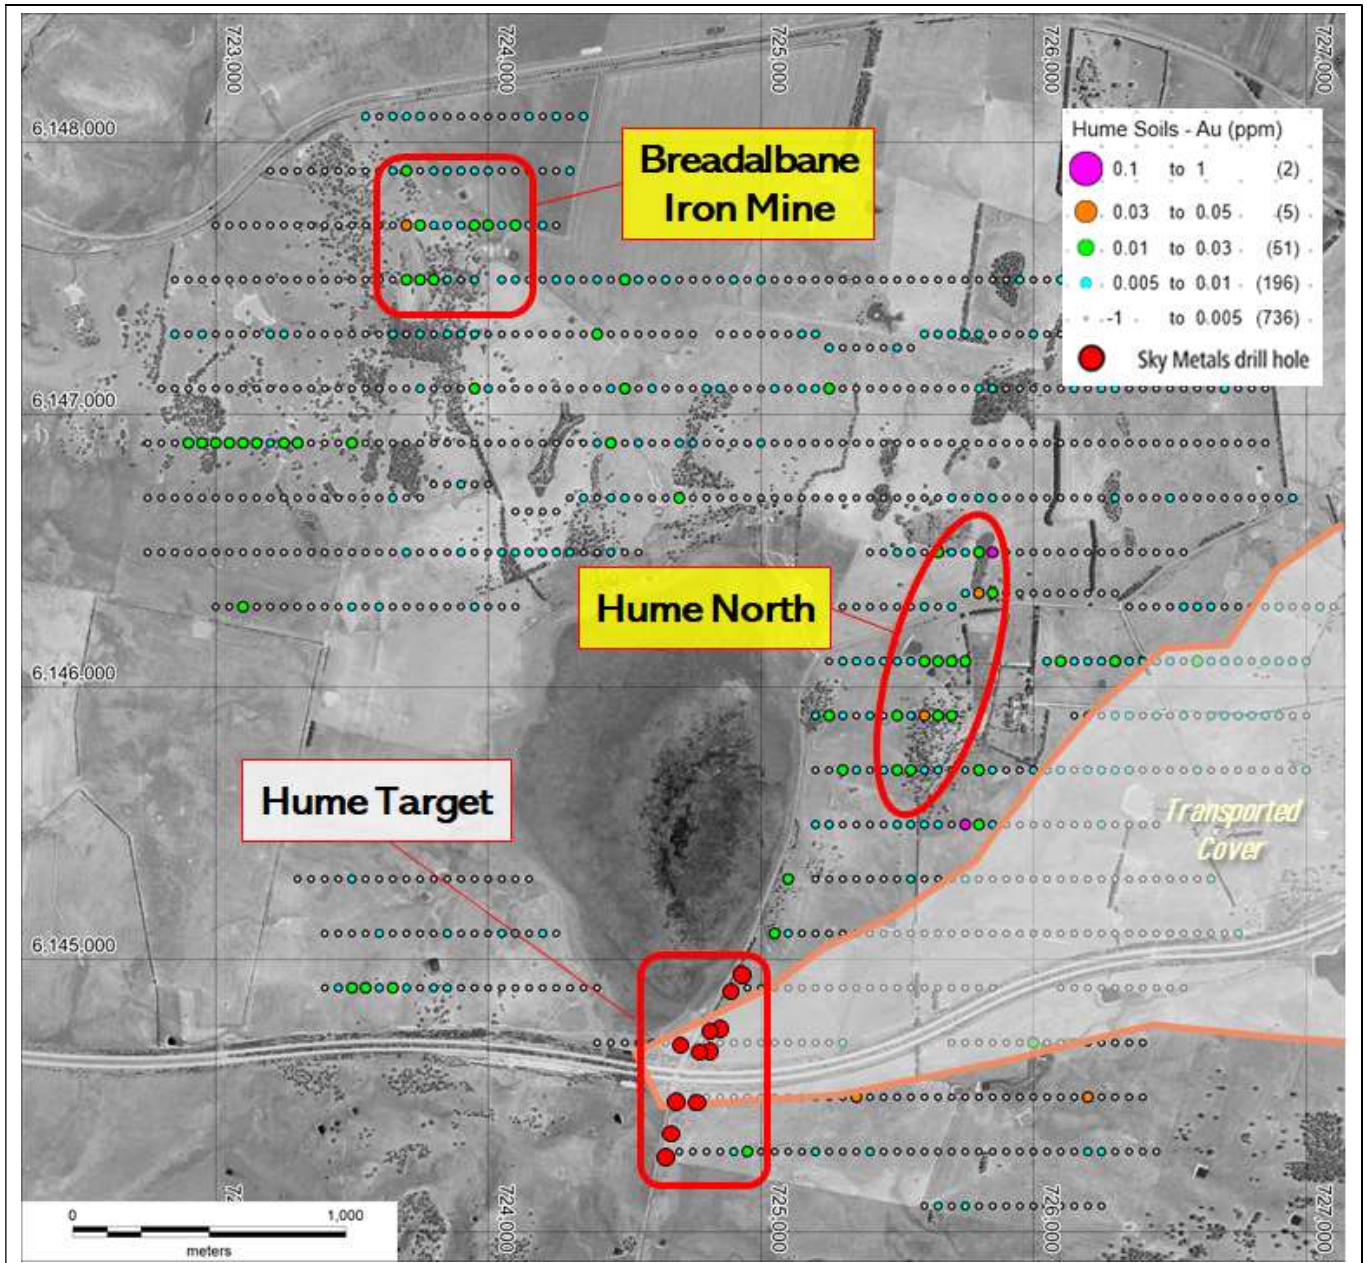 723,000
724,000
725,000
726,000
727,000
6,148,000
Hume Soils - Au (ppm)
0.1 to 1 (2)
0.03 to 0.05 (5)
0.01 to 0.03 (51)
0.005 to 0.01 (196)
-1 to 0.005 (736)
Sky Metals drill hole
Breadalbane
Iron Mine
6,147,000
Hume North
6,146,000
Hume Target
Transported
Cover
6,145,000
724,000
725,000
726,000
727,000
0 1,000
meters